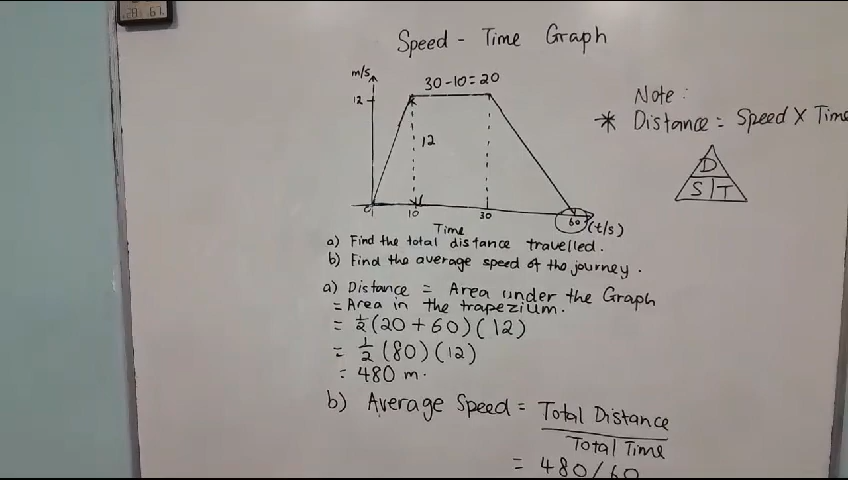 Speed - Time Graph
m/s
30-10=20
12
12
Note:
* Distance = Speed X Time
D
S/T
0
10
30
60 (t/s)
Time
a) Find the total distance travelled.
b) Find the average speed of the journey.
a) Distance = Area under the Graph
= Area in the trapezium.
= 1/2 (20 + 60) (12)
= 1/2 (80) (12)
= 480 m.
b) Average Speed = Total Distance
Total Time
= 480/60